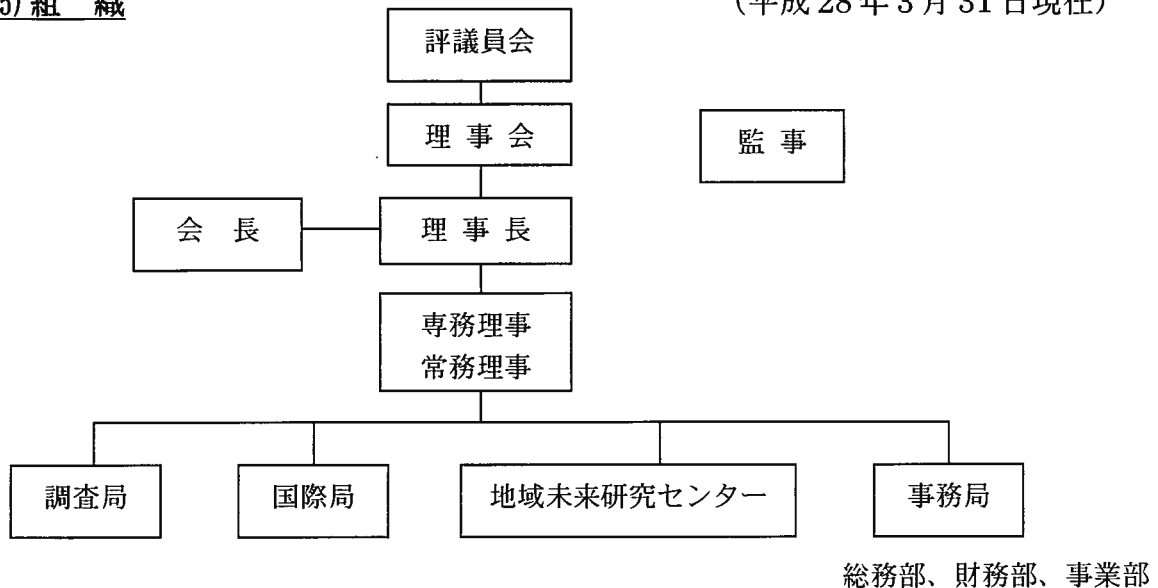 5) 組　織
（平成 28 年 3 月 31 日現在）
評議員会
理 事 会
監 事
会　長
理 事 長
専務理事
常務理事
調査局
国際局
地域未来研究センター
事務局
総務部、財務部、事業部